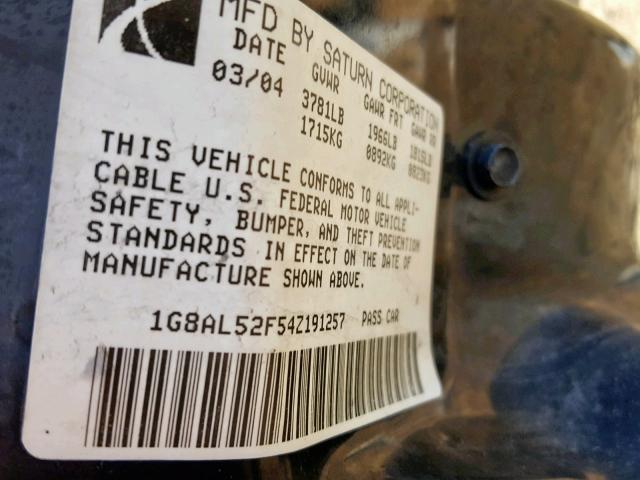 MFD BY SATURN CORPORATION
DATE GVWR GAWR FRT GAWR RR
03/04 3781LB 1966LB 1815LB
1715KG 0892KG 0823KG
THIS VEHICLE CONFORMS TO ALL APPLI-
CABLE U.S. FEDERAL MOTOR VEHICLE
SAFETY, BUMPER, AND THEFT PREVENTION
STANDARDS IN EFFECT ON THE DATE OF
MANUFACTURE SHOWN ABOVE.
1G8AL52F54Z191257 PASS CAR